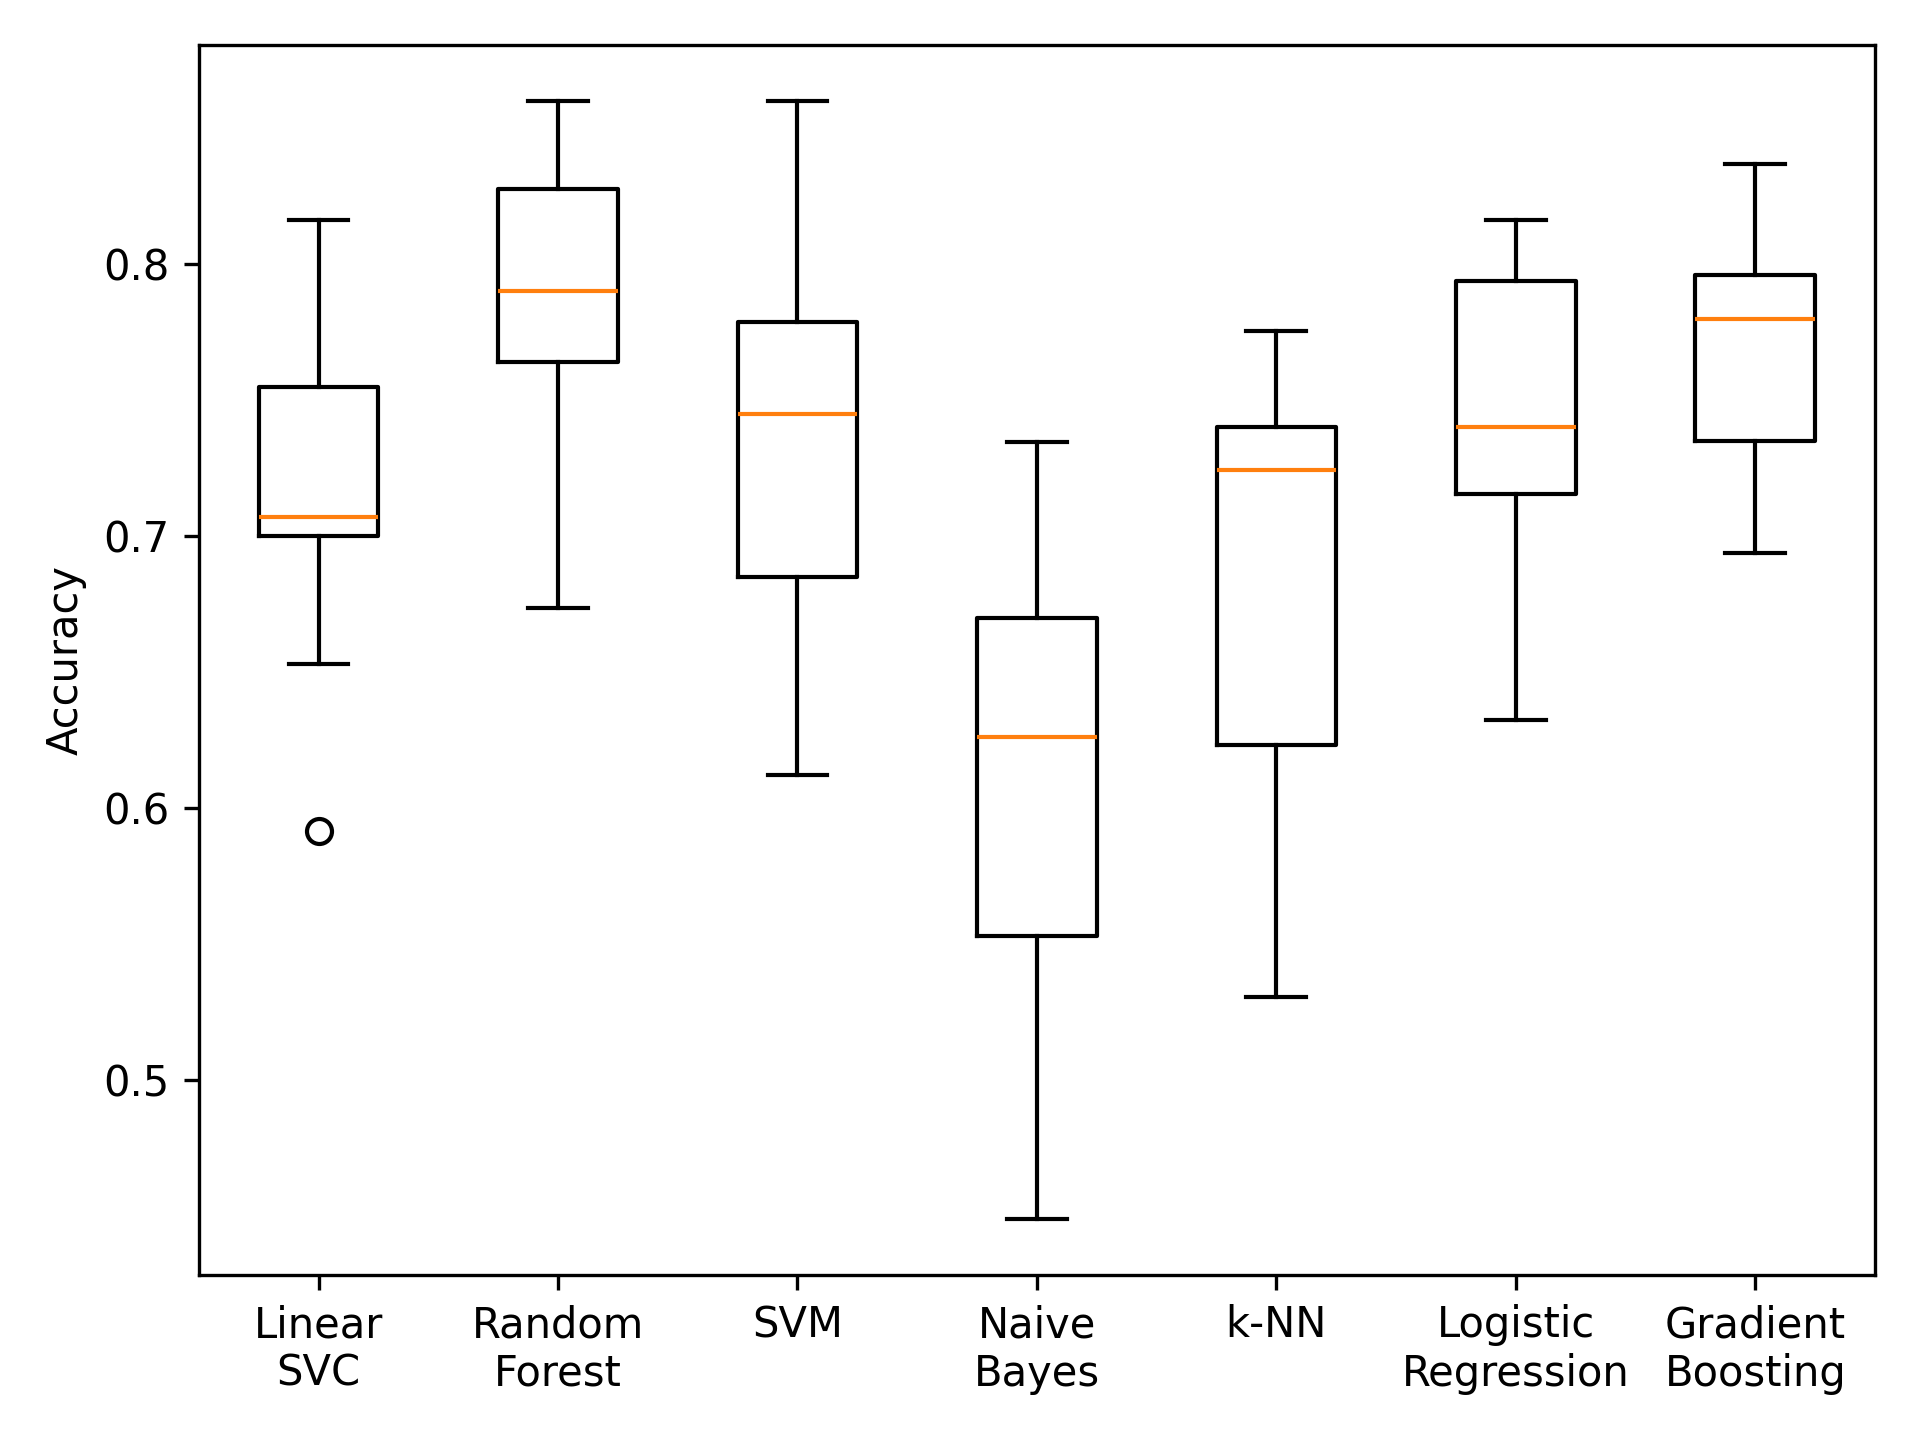 0.8
0.7
0.6
0.5
Accuracy
Linear
SVC
Random
Forest
SVM
Naive
Bayes
k-NN
Logistic
Regression
Gradient
Boosting